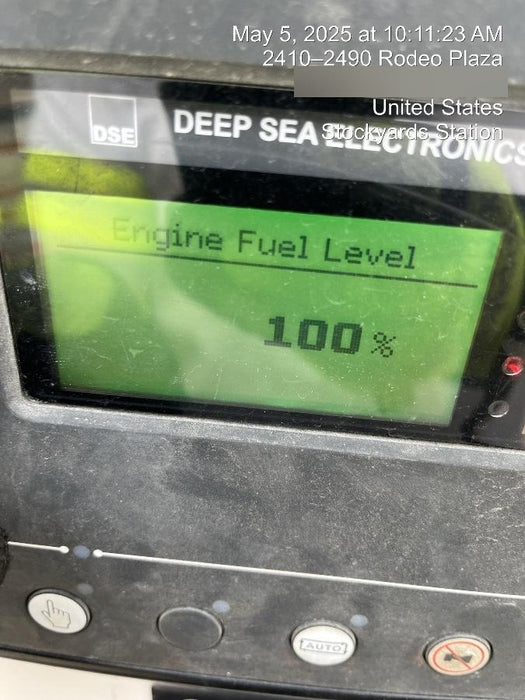 May 5, 2025 at 10:11:23 AM
2410–2490 Rodeo Plaza
United States
Stockyards Station
DSE
DEEP SEA ELECTRONICS
Engine Fuel Level
100%
AUTO